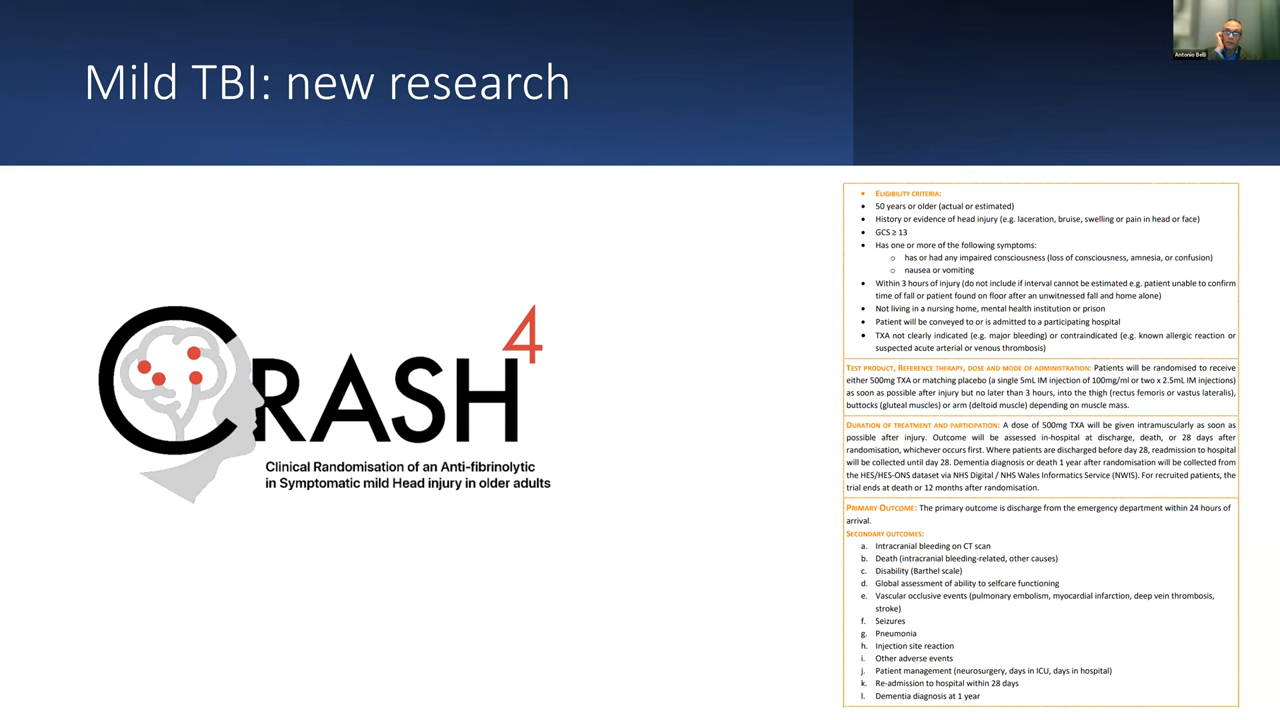 Antonio Belli
Mild TBI: new research
CRASH 4
Clinical Randomisation of an Anti-fibrinolytic
in Symptomatic mild Head injury in older adults
• ELIGIBILITY CRITERIA:
• 50 years or older (actual or estimated)
• History or evidence of head injury (e.g. laceration, bruise, swelling or pain in head or face)
• GCS ≥ 13
• Has one or more of the following symptoms:
o has or had any impaired consciousness (loss of consciousness, amnesia, or confusion)
o nausea or vomiting
• Within 3 hours of injury (do not include if interval cannot be estimated e.g. patient unable to confirm
time of fall or patient found on floor after an unwitnessed fall and home alone)
• Not living in a nursing home, mental health institution or prison
• Patient will be conveyed to or is admitted to a participating hospital
• TXA not clearly indicated (e.g. major bleeding) or contraindicated (e.g. known allergic reaction or
suspected acute arterial or venous thrombosis)
TEST PRODUCT, REFERENCE THERAPY, DOSE AND MODE OF ADMINISTRATION: Patients will be randomised to receive
either 500mg TXA or matching placebo (a single 5mL IM injection of 100mg/ml or two x 2.5mL IM injections)
as soon as possible after injury but no later than 3 hours, into the thigh (rectus femoris or vastus lateralis),
buttocks (gluteal muscles) or arm (deltoid muscle) depending on muscle mass.
DURATION OF TREATMENT AND PARTICIPATION: A dose of 500mg TXA will be given intramuscularly as soon as
possible after injury. Outcome will be assessed in-hospital at discharge, death, or 28 days after
randomisation, whichever occurs first. Where patients are discharged before day 28, readmission to hospital
will be collected until day 28. Dementia diagnosis or death 1 year after randomisation will be collected from
the HES/HES-ONS dataset via NHS Digital / NHS Wales Informatics Service (NWIS). For recruited patients, the
trial ends at death or 12 months after randomisation.
PRIMARY OUTCOME: The primary outcome is discharge from the emergency department within 24 hours of
arrival.
SECONDARY OUTCOMES:
a. Intracranial bleeding on CT scan
b. Death (intracranial bleeding-related, other causes)
c. Disability (Barthel scale)
d. Global assessment of ability to selfcare functioning
e. Vascular occlusive events (pulmonary embolism, myocardial infarction, deep vein thrombosis,
stroke)
f. Seizures
g. Pneumonia
h. Injection site reaction
i. Other adverse events
j. Patient management (neurosurgery, days in ICU, days in hospital)
k. Re-admission to hospital within 28 days
l. Dementia diagnosis at 1 year